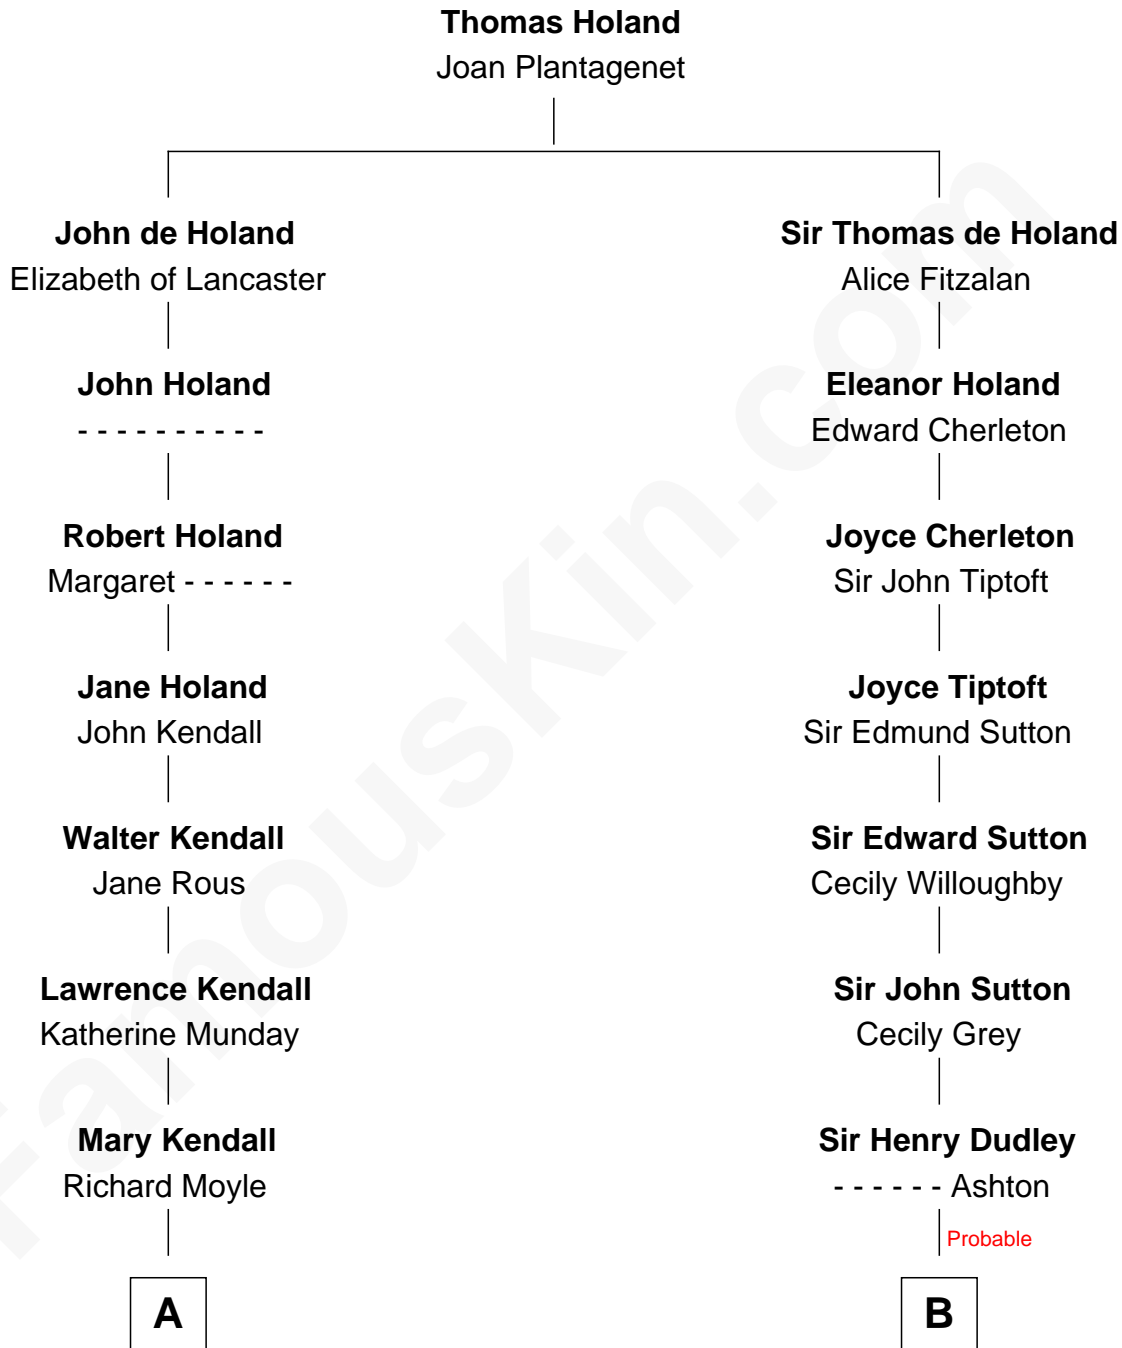 Thomas Holand
Joan Plantagenet
John de Holand
Elizabeth of Lancaster
John Holand
- - - - - - - - - -
Robert Holand
Margaret - - - - - -
Jane Holand
John Kendall
Walter Kendall
Jane Rous
Lawrence Kendall
Katherine Munday
Mary Kendall
Richard Moyle
A
Sir Thomas de Holand
Alice Fitzalan
Eleanor Holand
Edward Cherleton
Joyce Cherleton
Sir John Tiptoft
Joyce Tiptoft
Sir Edmund Sutton
Sir Edward Sutton
Cecily Willoughby
Sir John Sutton
Cecily Grey
Sir Henry Dudley
- - - - - - Ashton
Probable
B
FamousKin.com